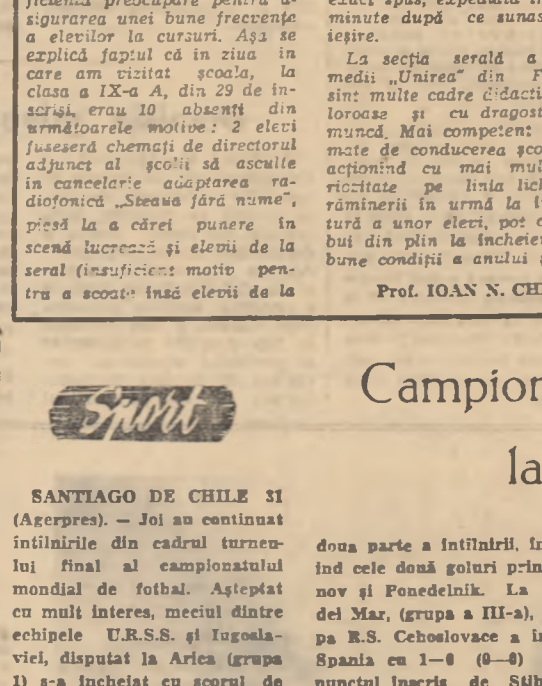 sigurarea unei bune frecvențe
a elevilor la cursuri. Așa se
explică faptul că în ziua în
care am vizitat școala, la
clasa a IX-a A, din 29 de în-
scriși, erau 10 absenți din
următoarele motive: 2 elevi
fuseseră chemați de directorul
adjunct al școlii să asculte
în cancelarie adaptarea ra-
diofonică „Steaua fără nume",
piesă la a cărei punere în
scenă lucrează și elevii de la
seral (insuficient motiv pen-
tru a scoate însă elevii de la
minute după ce sunas
ieșire.
La secția serală a
medii „Unirea" din F
sînt multe cadre didacti
loroase și cu dragost
muncă. Mai competent
mate de conducerea șco
acționînd cu mai mul
riozitate pe linia lich
rămînerii în urmă la î
tură a unor elevi, pot c
bui din plin la încheier
bune condiții a anului ș
Prof. IOAN N. CH
Sport
Campion
la
SANTIAGO DE CHILE 31
(Agerpres). — Joi au continuat
întîlnirile din cadrul turneu-
lui final al campionatului
mondial de fotbal. Așteptat
cu mult interes, meciul dintre
echipele U.R.S.S. și Iugosla-
viei, disputat la Arica (grupa
1) s-a încheiat cu scorul de
doua parte a întîlnirii, în
ind cele două goluri prin
nov și Ponedelnik. La
del Mar, (grupa a III-a),
pa R.S. Cehoslovace a în
Spania cu 1—0 (0—0)
punctul înscris de Stib